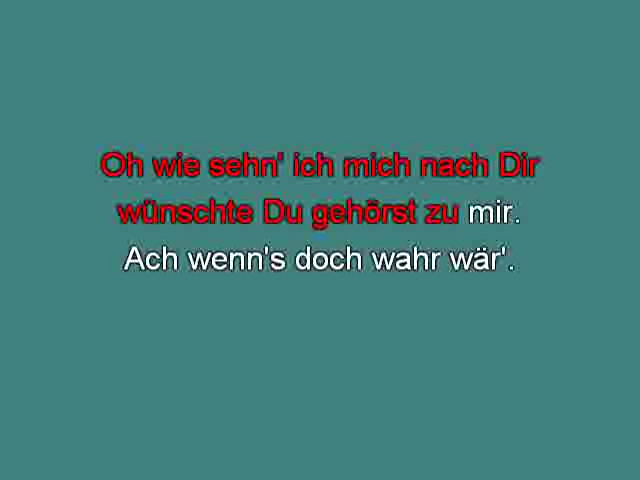 Oh wie sehn' ich mich nach Dir
wünschte Du gehörst zu mir.
Ach wenn's doch wahr wär'.